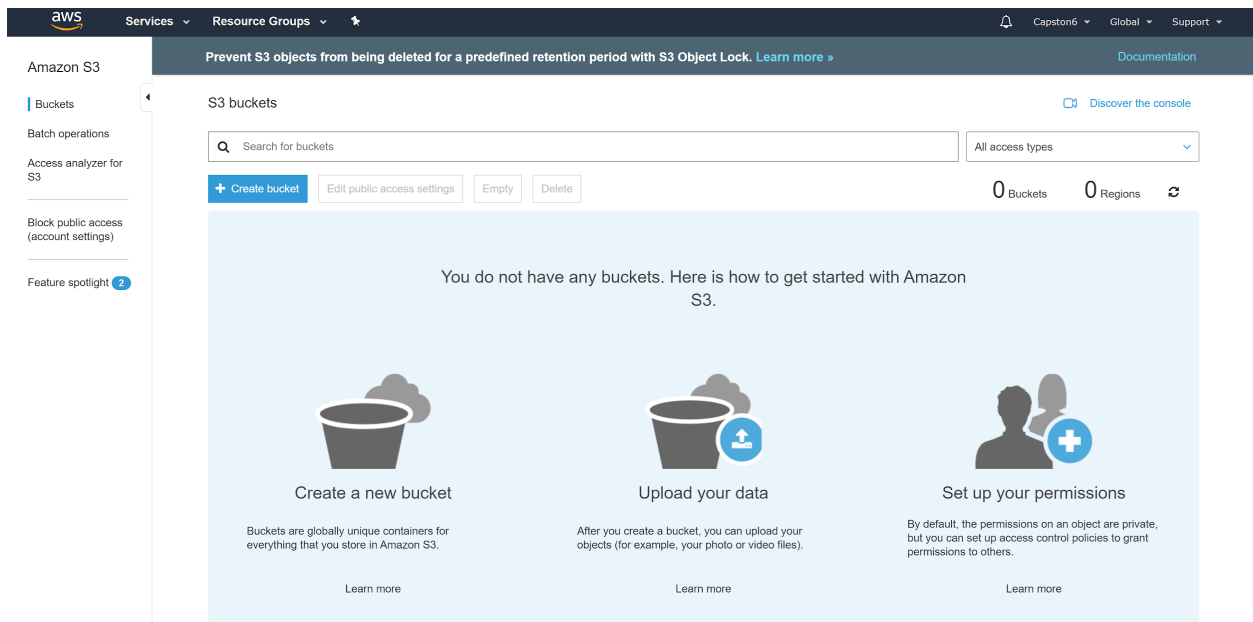 aws
Services
Resource Groups
Capston6
Global
Support
Amazon S3
Prevent S3 objects from being deleted for a predefined retention period with S3 Object Lock. Learn more »
Documentation
Buckets
Batch operations
Access analyzer for
S3
Block public access
(account settings)
Feature spotlight 2
S3 buckets
Discover the console
Search for buckets
All access types
Create bucket
Edit public access settings
Empty
Delete
0 Buckets
0 Regions
You do not have any buckets. Here is how to get started with Amazon
S3.
Create a new bucket
Buckets are globally unique containers for
everything that you store in Amazon S3.
Learn more
Upload your data
After you create a bucket, you can upload your
objects (for example, your photo or video files).
Learn more
Set up your permissions
By default, the permissions on an object are private,
but you can set up access control policies to grant
permissions to others.
Learn more